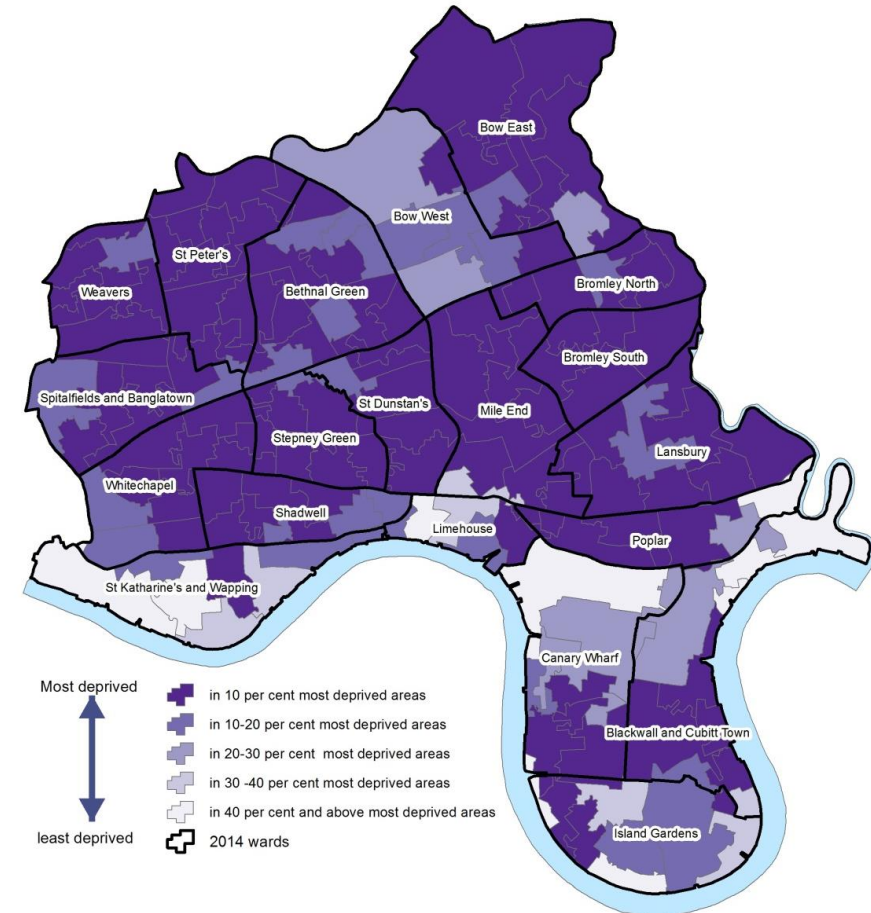 Bow East
Bow West
St Peter's
Weavers
Bethnal Green
Bromley North
Bromley South
Spitalfields and Banglatown
St Dunstan's
Mile End
Stepney Green
Lansbury
Whitechapel
Shadwell
Limehouse
Poplar
St Katharine's and Wapping
Canary Wharf
Blackwall and Cubitt Town
Island Gardens
Most deprived
least deprived
in 10 per cent most deprived areas
in 10-20 per cent most deprived areas
in 20-30 per cent most deprived areas
in 30 -40 per cent most deprived areas
in 40 per cent and above most deprived areas
2014 wards